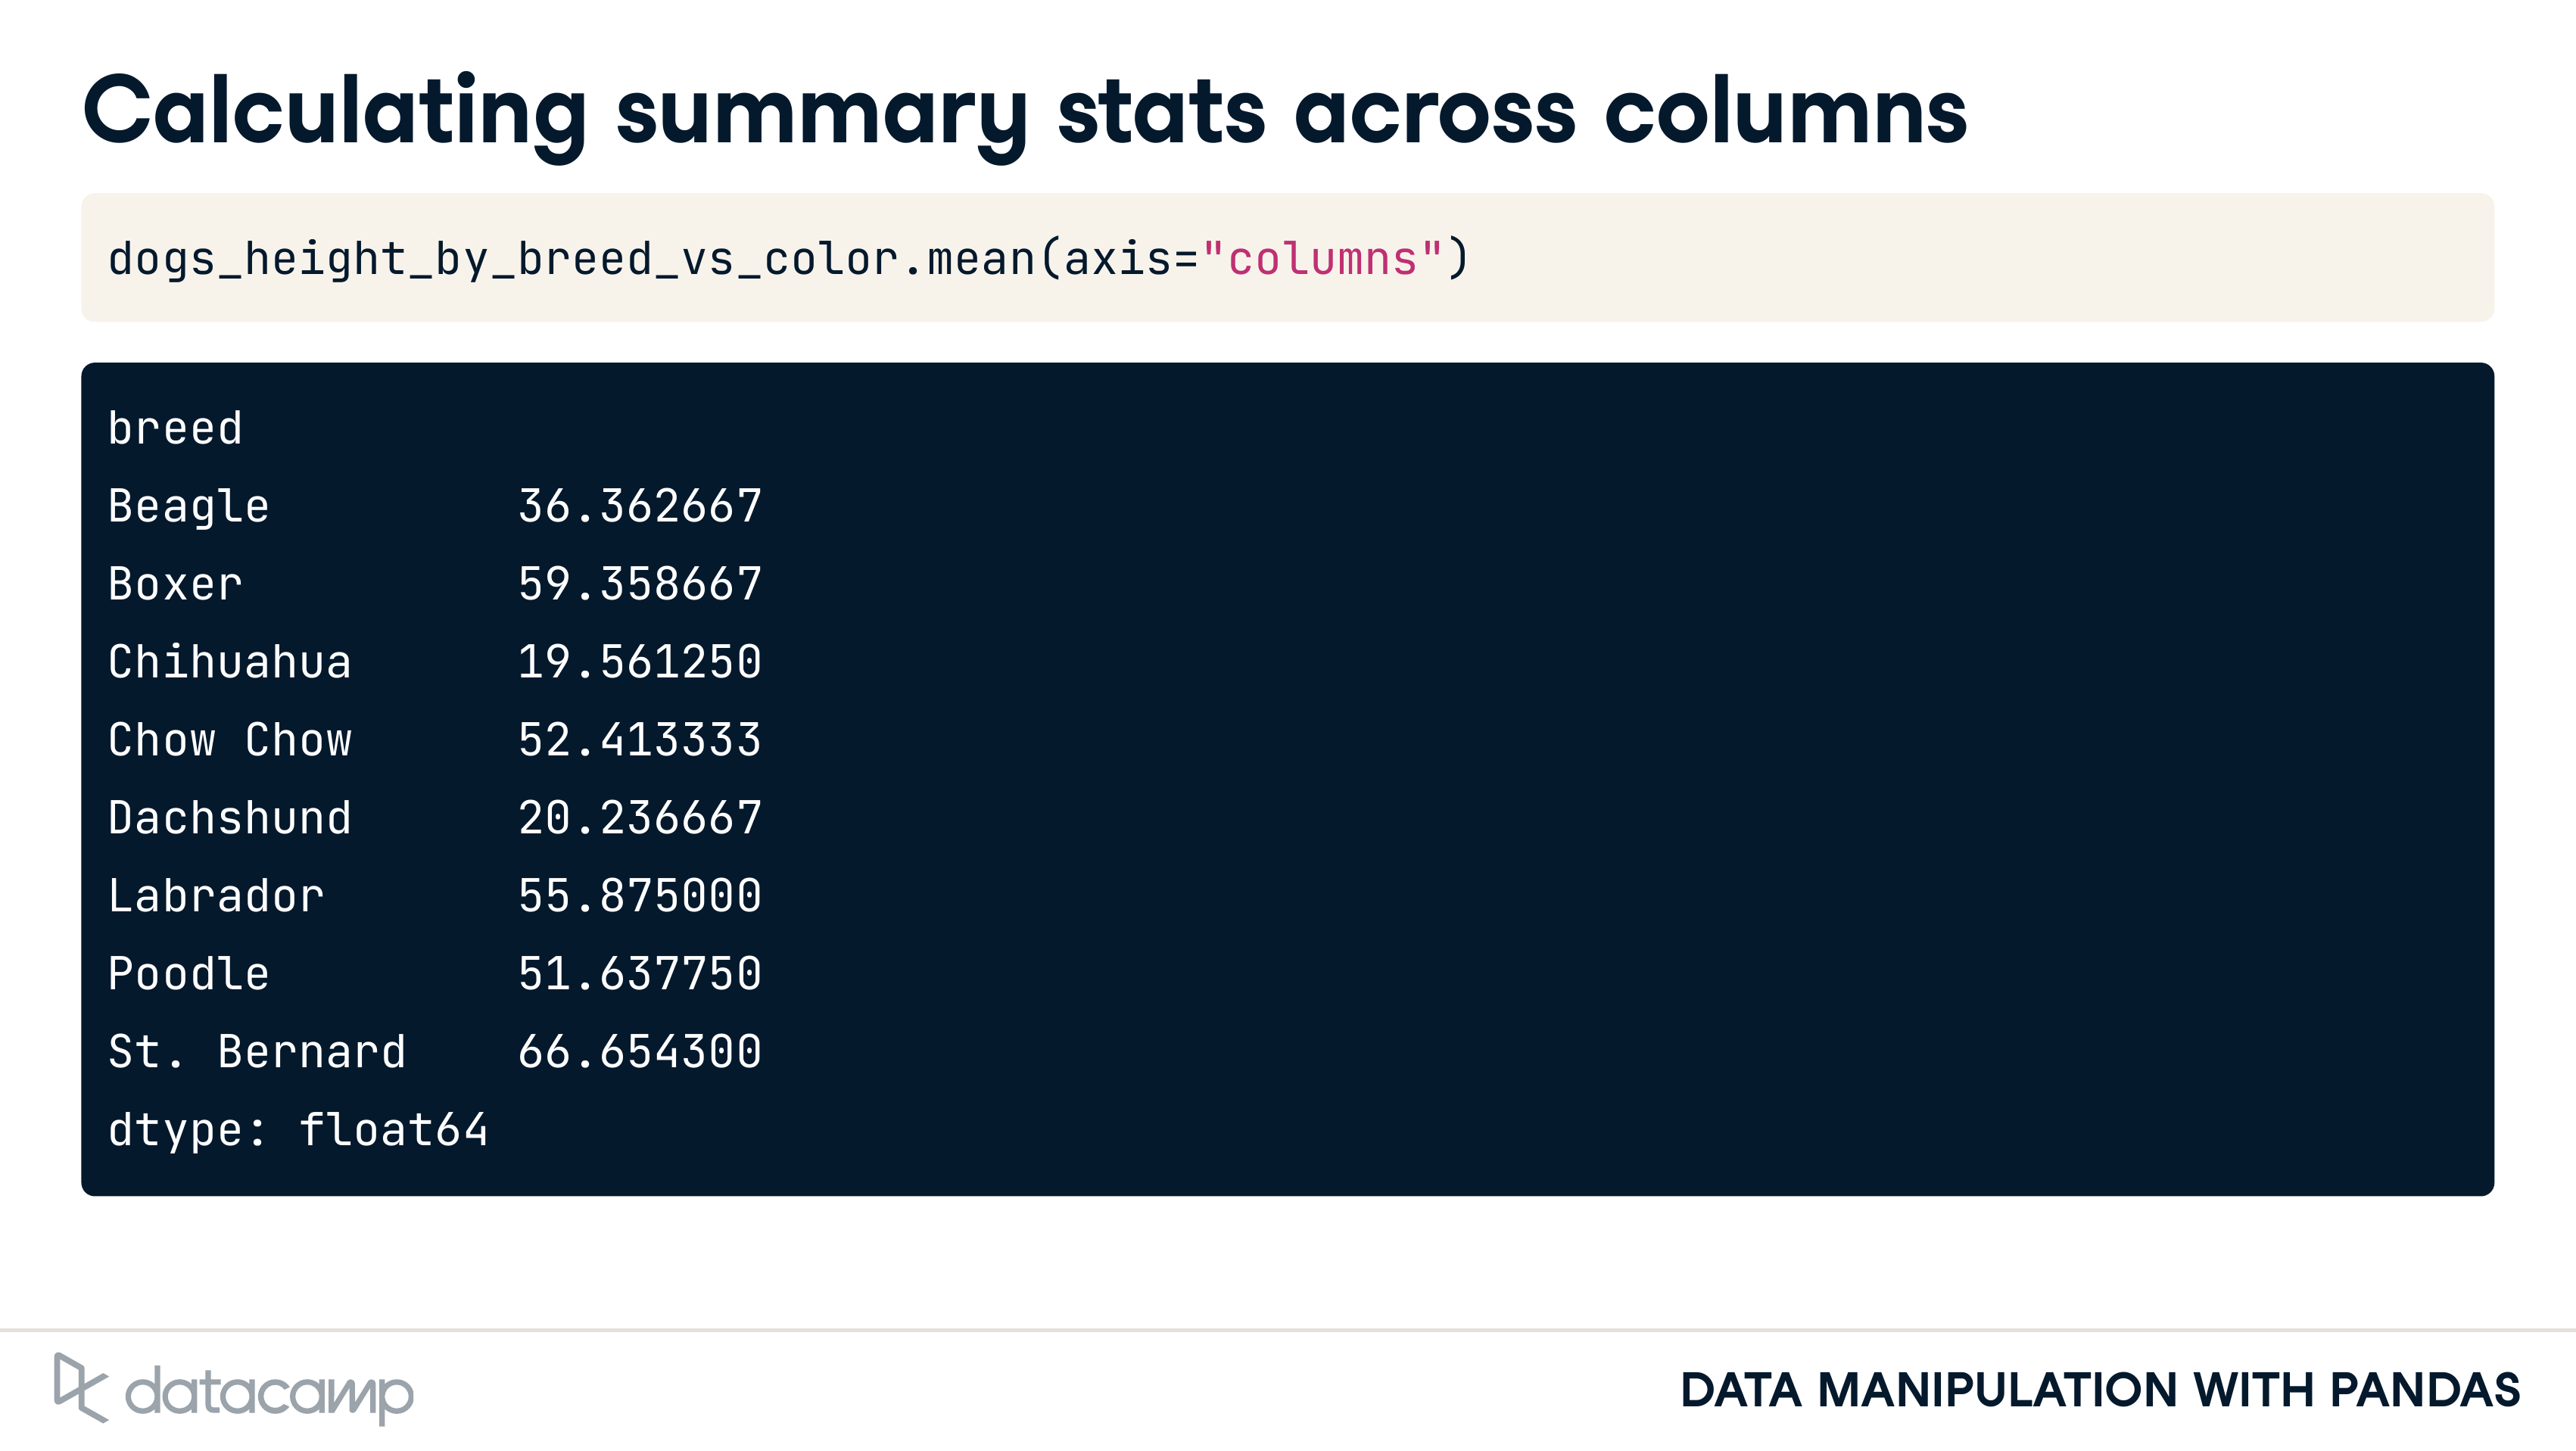 Calculating summary stats across columns
dogs_height_by_breed_vs_color.mean(axis="columns")
breed
Beagle         36.362667
Boxer          59.358667
Chihuahua      19.561250
Chow Chow      52.413333
Dachshund      20.236667
Labrador       55.875000
Poodle         51.637750
St. Bernard    66.654300
dtype: float64
datacamp
DATA MANIPULATION WITH PANDAS